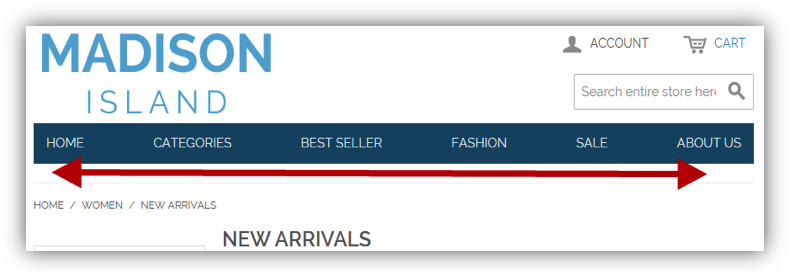 MADISON
ISLAND
ACCOUNT CART
Search entire store here
HOME CATEGORIES BEST SELLER FASHION SALE ABOUT US
HOME / WOMEN / NEW ARRIVALS
NEW ARRIVALS